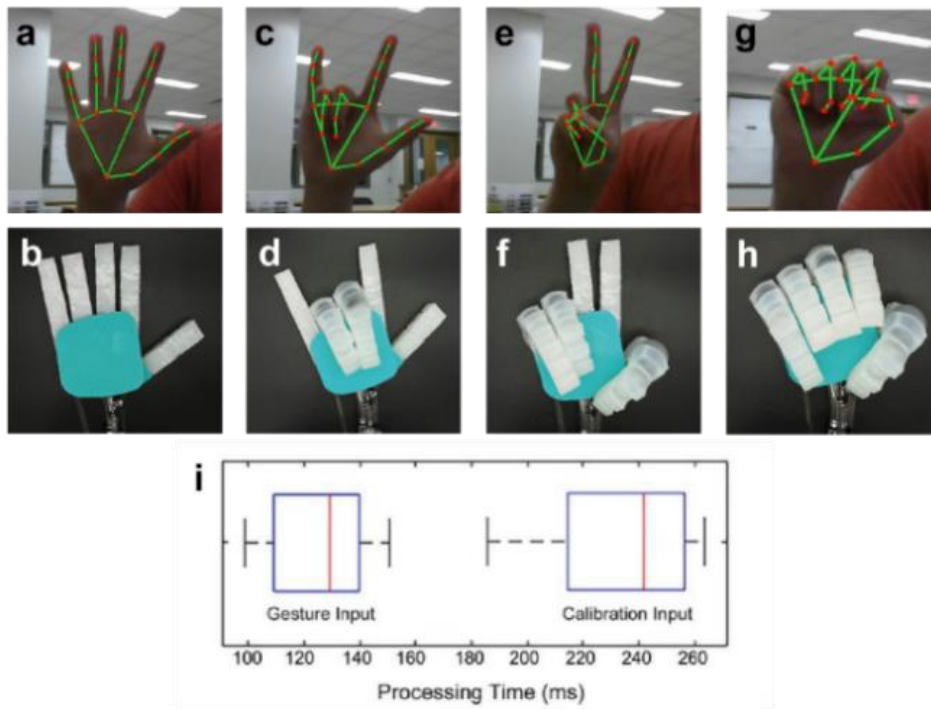 a c e g
b d f h
i
Gesture Input Calibration Input
100 120 140 160 180 200 220 240 260
Processing Time (ms)